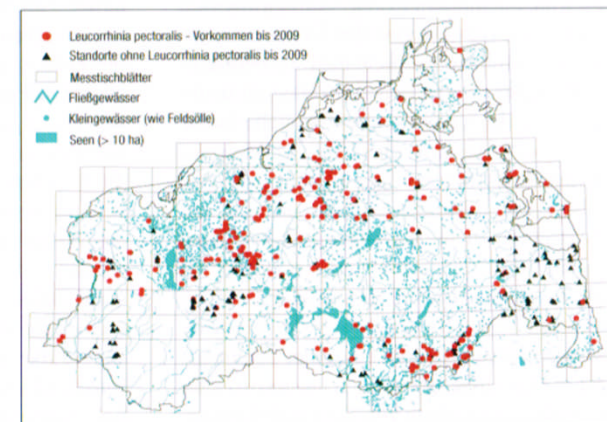 Leucorrhinia pectoralis - Vorkommen bis 2009
Standorte ohne Leucorrhinia pectoralis bis 2009
Messtischblätter
Fließgewässer
Kleingewässer (wie Feldsölle)
Seen (> 10 ha)